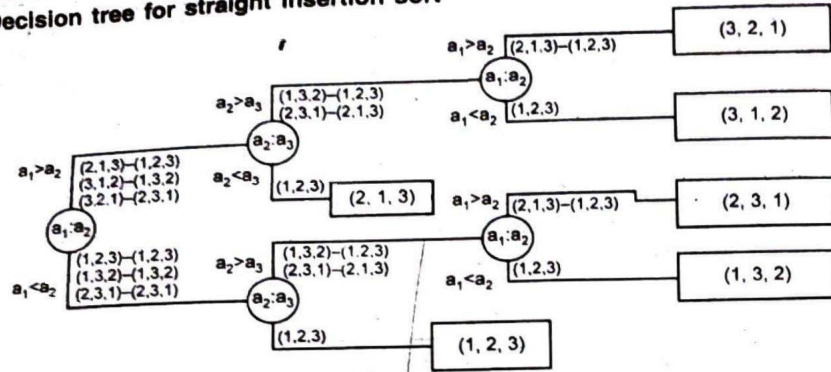 ecision tree for straight insertion sort
a₁>a₂
(2,1,3)–(1,2,3)
(3, 2, 1)
a₁:a₂
a₂>a₃
(1,3,2)–(1,2,3)
(2,3,1)–(2,1,3)
a₁<a₂
(1,2,3)
(3, 1, 2)
a₂:a₃
a₁>a₂
(2,1,3)–(1,2,3)
(3,1,2)–(1,3,2)
(3,2,1)–(2,3,1)
a₂<a₃
(1,2,3)
(2, 1, 3)
a₁:a₂
a₁>a₂
(2,1,3)–(1,2,3)
(2, 3, 1)
a₁:a₂
a₁<a₂
(1,2,3)–(1,2,3)
(1,3,2)–(1,3,2)
(2,3,1)–(2,3,1)
a₂>a₃
(1,3,2)–(1,2,3)
(2,3,1)–(2,1,3)
a₁<a₂
(1,2,3)
(1, 3, 2)
a₂:a₃
(1,2,3)
(1, 2, 3)